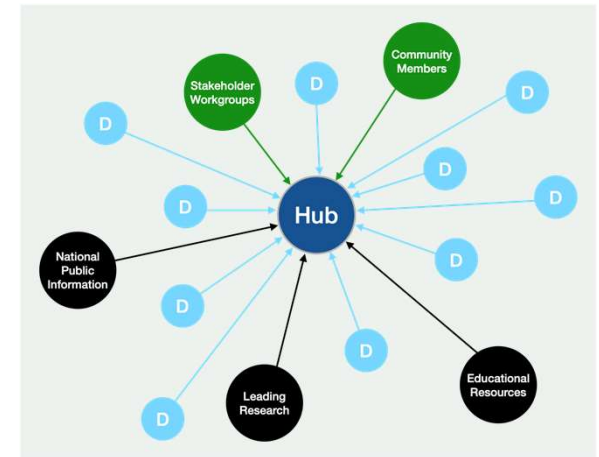 Community
Members
Stakeholder
Workgroups
D
D
D
D
D
D
Hub
National
Public
Information
D
D
D
Educational
Resources
Leading
Research
D